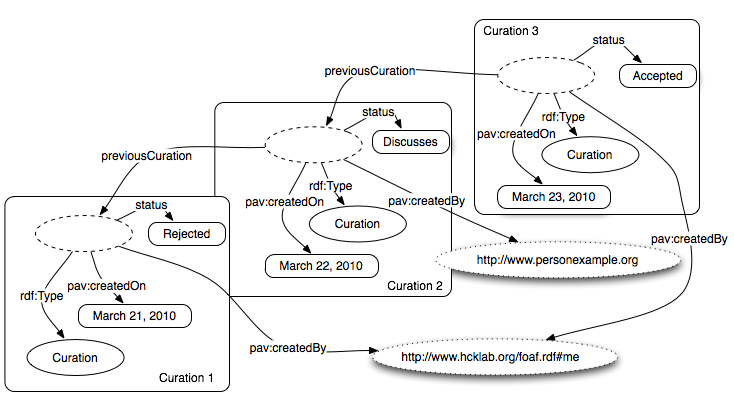 Curation 3
status
Accepted
previousCuration
rdf:Type
pav:createdOn
Curation
March 23, 2010
status
Discusses
previousCuration
rdf:Type
pav:createdOn
pav:createdBy
Curation
March 22, 2010
Curation 2
status
Rejected
pav:createdBy
http://www.personexample.org
rdf:Type
pav:createdOn
March 21, 2010
Curation
Curation 1
pav:createdBy
http://www.hcklab.org/foaf.rdf#me